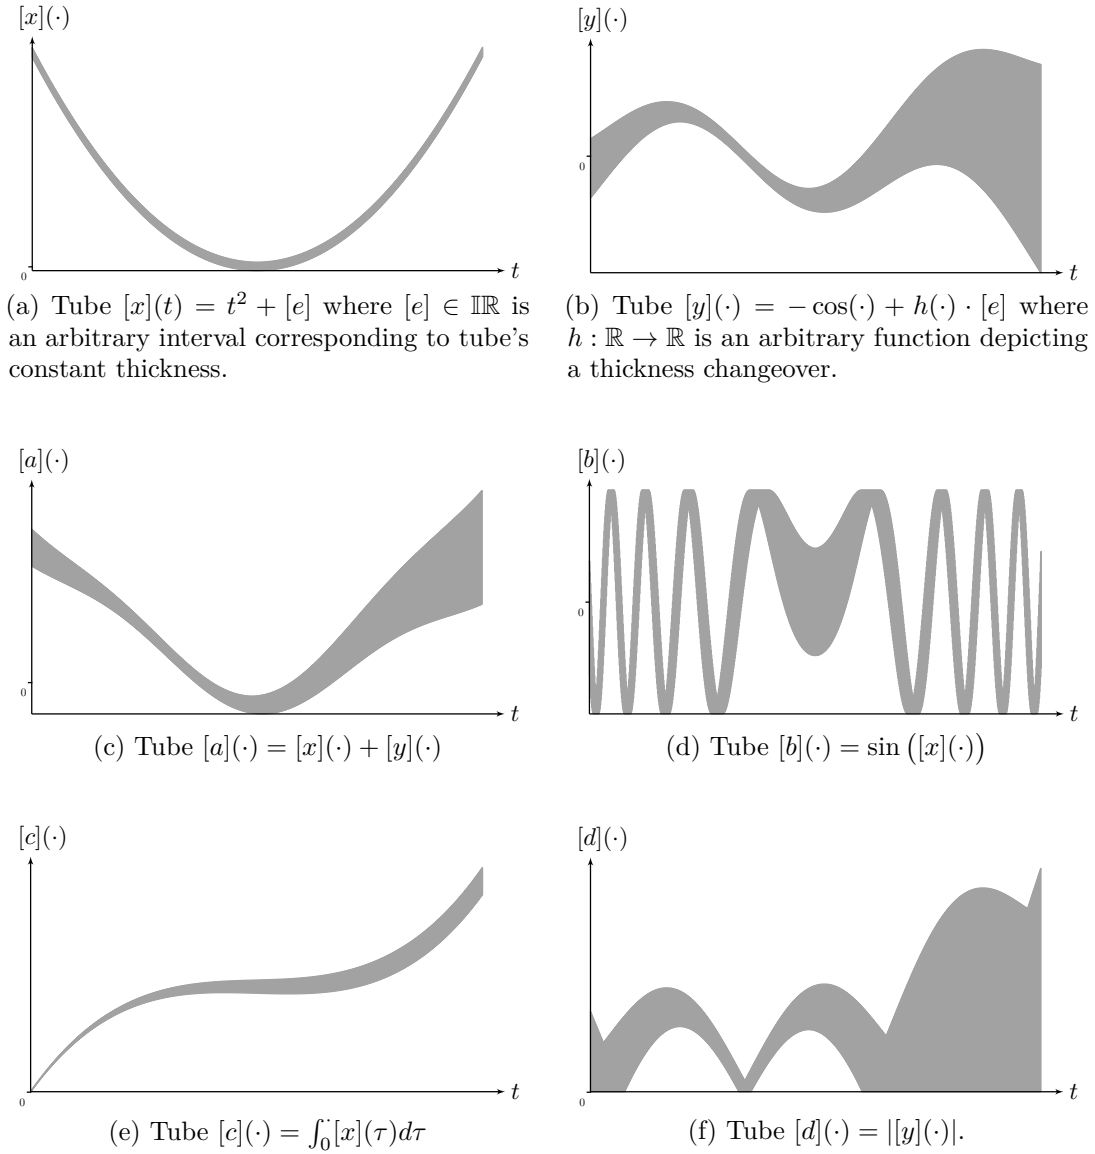 [x](·)
[y](·)
0
t
0
t
(a) Tube [x](t) = t² + [e] where [e] ∈ 𝕀ℝ is
an arbitrary interval corresponding to tube's
constant thickness.
(b) Tube [y](·) = − cos(·) + h(·) · [e] where
h : ℝ → ℝ is an arbitrary function depicting
a thickness changeover.
[a](·)
[b](·)
0
t
0
t
(c) Tube [a](·) = [x](·) + [y](·)
(d) Tube [b](·) = sin ([x](·))
[c](·)
[d](·)
0
t
0
t
(e) Tube [c](·) = ∫₀˙[x](τ)dτ
(f) Tube [d](·) = |[y](·)|.